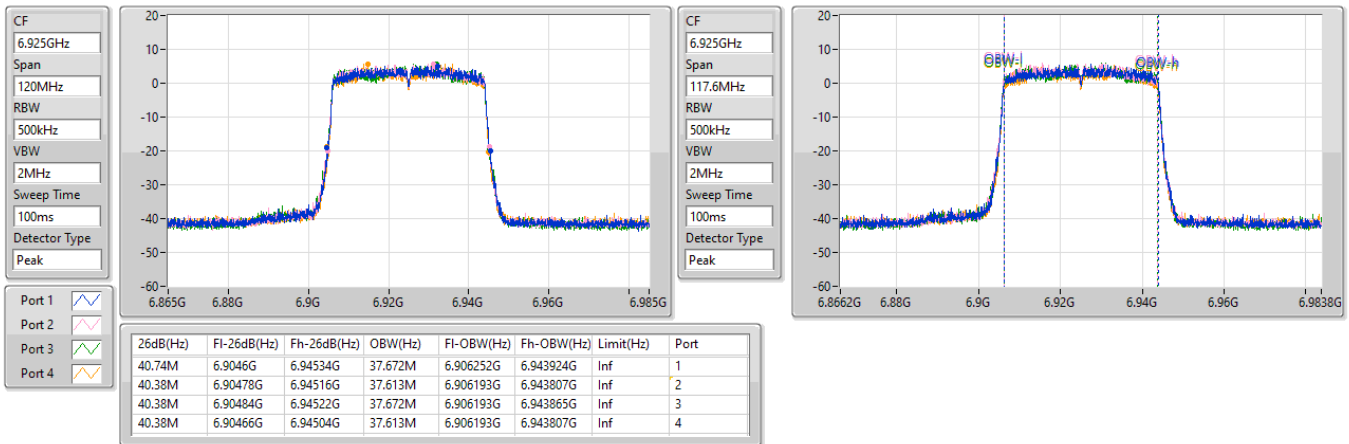 CF
6.925GHz
Span
120MHz
RBW
500kHz
VBW
2MHz
Sweep Time
100ms
Detector Type
Peak
20
10
0
-10
-20
-30
-40
-50
-60
6.865G 6.88G 6.9G 6.92G 6.94G 6.96G 6.985G
CF
6.925GHz
Span
117.6MHz
RBW
500kHz
VBW
2MHz
Sweep Time
100ms
Detector Type
Peak
20
10
0
-10
-20
-30
-40
-50
-60
OBW-l OBW-h
6.8662G 6.88G 6.9G 6.92G 6.94G 6.96G 6.9838G
Port 1
Port 2
Port 3
Port 4
26dB(Hz) Fl-26dB(Hz) Fh-26dB(Hz) OBW(Hz) Fl-OBW(Hz) Fh-OBW(Hz) Limit(Hz) Port
40.74M 6.9046G 6.94534G 37.672M 6.906252G 6.943924G Inf 1
40.38M 6.90478G 6.94516G 37.613M 6.906193G 6.943807G Inf 2
40.38M 6.90484G 6.94522G 37.672M 6.906193G 6.943865G Inf 3
40.38M 6.90466G 6.94504G 37.613M 6.906193G 6.943807G Inf 4